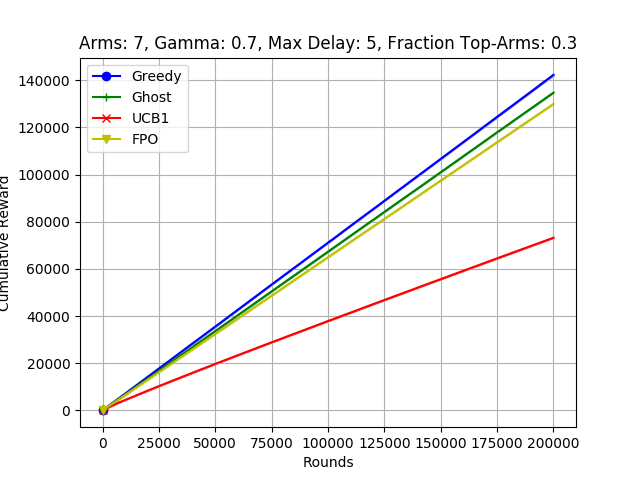 Arms: 7, Gamma: 0.7, Max Delay: 5, Fraction Top-Arms: 0.3
Greedy
Ghost
UCB1
FPO
140000
120000
100000
80000
60000
40000
20000
0
Cumulative Reward
0 25000 50000 75000 100000 125000 150000 175000 200000
Rounds